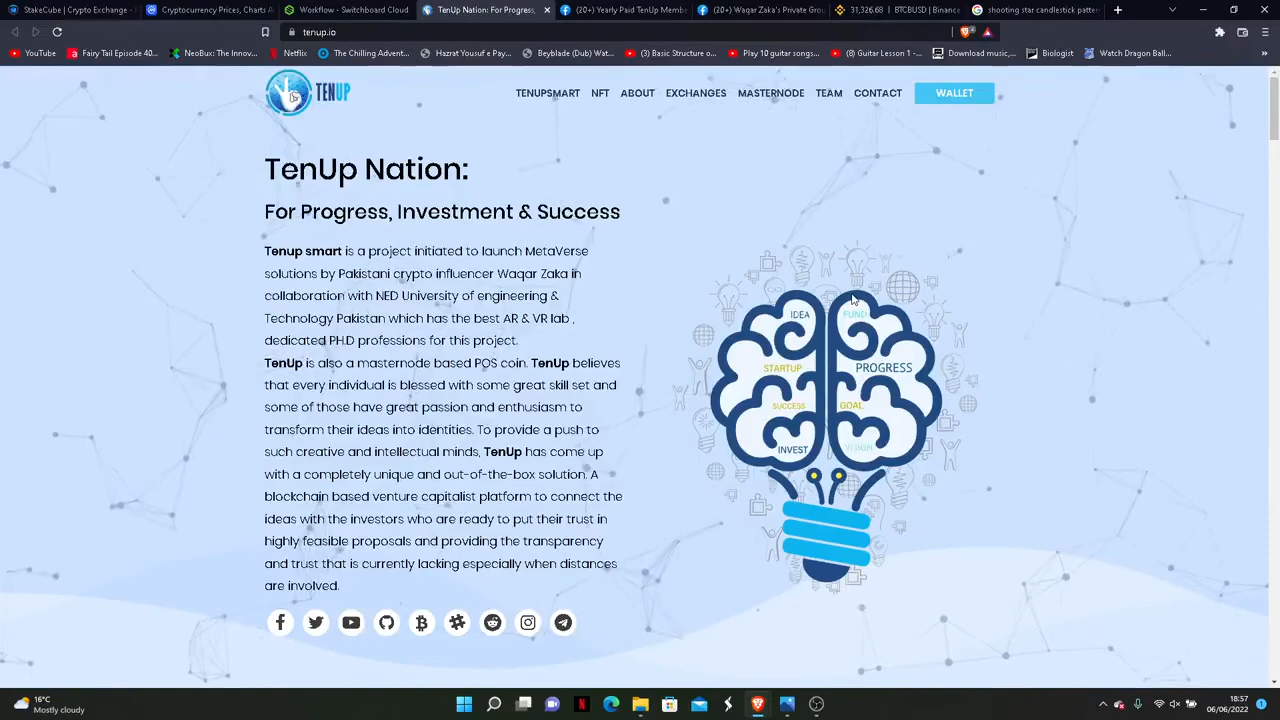 StakeCube | Crypto Exchange -
Cryptocurrency Prices, Charts A
Workflow - Switchboard Cloud
TenUp Nation: For Progress,
(20+) Yearly Paid TenUp Membe
(20+) Waqar Zaka's Private Grou
31,326.68 | BTCBUSD | Binance
shooting star candlestick patter
tenup.io
YouTube
Fairy Tail Episode 40...
NeoBux: The Innov...
Netflix
The Chilling Advent...
Hazrat Yousuf e Pay...
Beyblade (Dub) Wat...
(3) Basic Structure o...
Play 10 guitar songs...
(8) Guitar Lesson 1 -...
Download music,...
Biologist
Watch Dragon Ball...
TENUP
TENUPSMART
NFT
ABOUT
EXCHANGES
MASTERNODE
TEAM
CONTACT
WALLET
TenUp Nation:
For Progress, Investment & Success
Tenup smart is a project initiated to launch MetaVerse
solutions by Pakistani crypto influencer Waqar Zaka in
collaboration with NED University of engineering &
Technology Pakistan which has the best AR & VR lab ,
dedicated PH.D professions for this project.
TenUp is also a masternode based POS coin. TenUp believes
that every individual is blessed with some great skill set and
some of those have great passion and enthusiasm to
transform their ideas into identities. To provide a push to
such creative and intellectual minds, TenUp has come up
with a completely unique and out-of-the-box solution. A
blockchain based venture capitalist platform to connect the
ideas with the investors who are ready to put their trust in
highly feasible proposals and providing the transparency
and trust that is currently lacking especially when distances
are involved.
IDEA
FUND
STARTUP
PROGRESS
SUCCESS
GOAL
INVEST
VISION
16°C
Mostly cloudy
18:57
06/06/2022